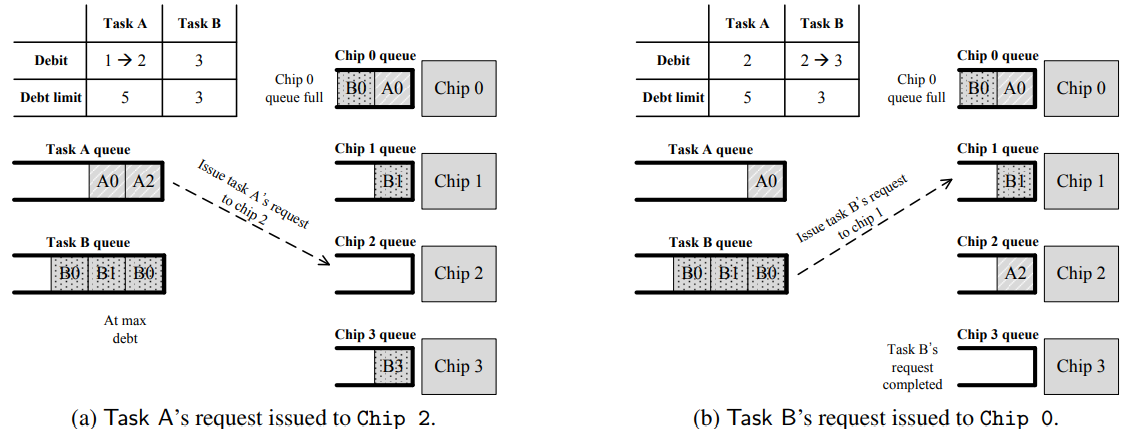 Task A Task B
Debit 1 → 2 3
Debt limit 5 3
Chip 0 queue
Chip 0
queue full
B0 A0 Chip 0
Task A queue
A0 A2
Issue task A's request
to chip 2
Chip 1 queue
B1 Chip 1
Task B queue
B0 B1 B0
At max
debt
Chip 2 queue
Chip 2
Chip 3 queue
B3 Chip 3
(a) Task A's request issued to Chip 2.
Task A Task B
Debit 2 2 → 3
Debt limit 5 3
Chip 0 queue
Chip 0
queue full
B0 A0 Chip 0
Task A queue
A0
Issue task B's request
to chip 1
Chip 1 queue
B1 Chip 1
Task B queue
B0 B1 B0
Chip 2 queue
A2 Chip 2
Chip 3 queue
Task B's
request
completed
Chip 3
(b) Task B's request issued to Chip 0.